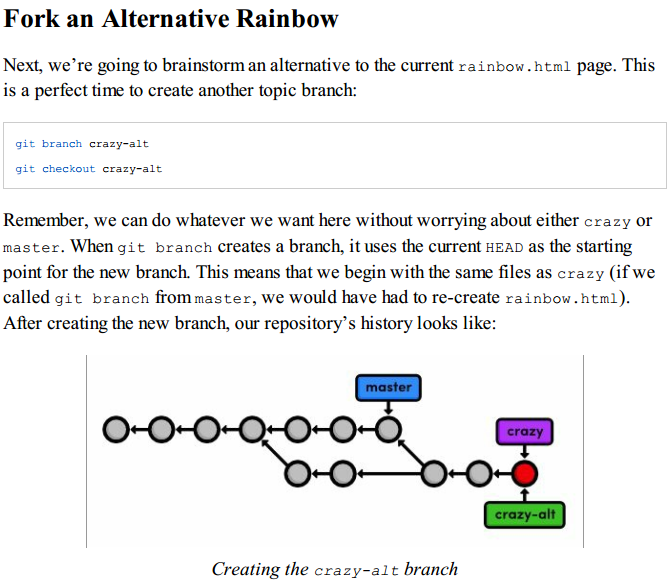 Fork an Alternative Rainbow
Next, we're going to brainstorm an alternative to the current rainbow.html page. This
is a perfect time to create another topic branch:
git branch crazy-alt
git checkout crazy-alt
Remember, we can do whatever we want here without worrying about either crazy or
master. When git branch creates a branch, it uses the current HEAD as the starting
point for the new branch. This means that we begin with the same files as crazy (if we
called git branch from master, we would have had to re-create rainbow.html).
After creating the new branch, our repository's history looks like:
master
crazy
crazy-alt
Creating the crazy-alt branch